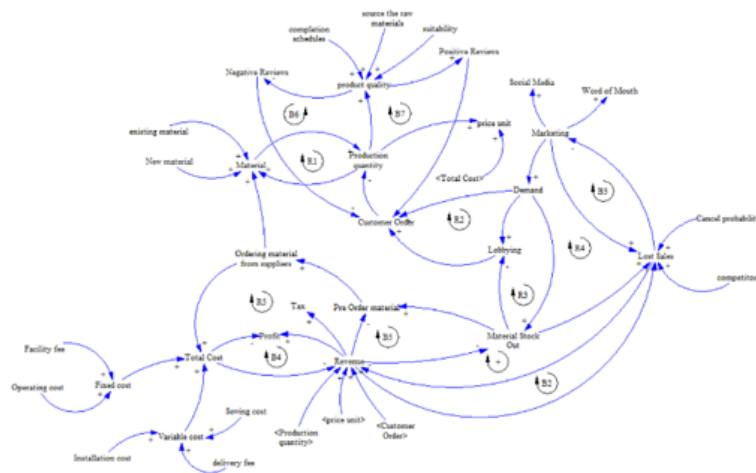 source the raw
materials
completion
schedules
suitability
Negative Reviews
product quality
Positive Reviews
Social Media
Word of Mouth
B6
B7
price unit
Marketing
existing material
New material
Material
R1
Production
quantity
<Total Cost>
Demand
B3
Customer Order
R2
Lobbying
R4
Cancel probabilit
Lost Sales
Ordering material
from suppliers
R5
Tax
Pre Order material
R3
competitor
Facility fee
Total Cost
Profit
B4
B5
Revenue
Material Stock
Out
+
Operating cost
Fixed cost
B2
Installation cost
Variable cost
delivery fee
<Production
quantity>
<price unit>
<Customer
Order>